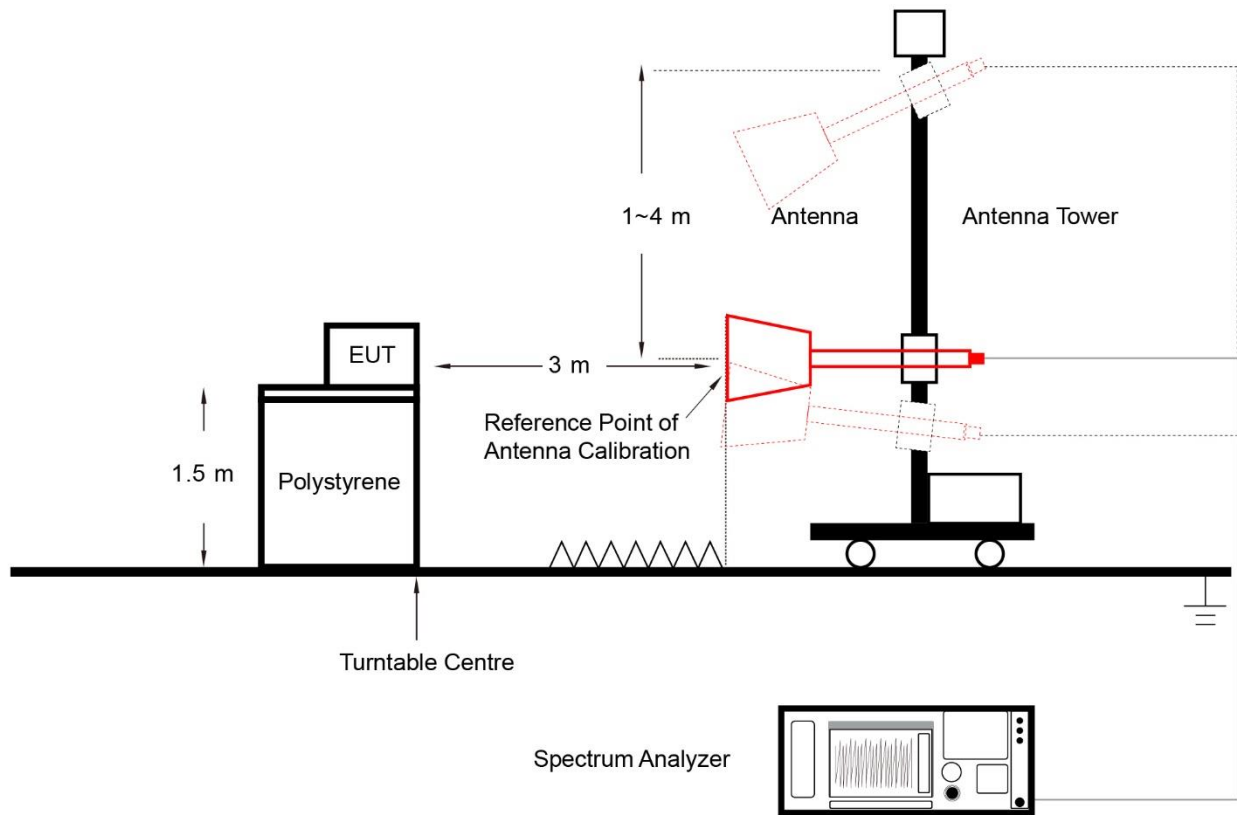 1~4 m
Antenna
Antenna Tower
EUT
3 m
Reference Point of
Antenna Calibration
1.5 m
Polystyrene
Turntable Centre
Spectrum Analyzer